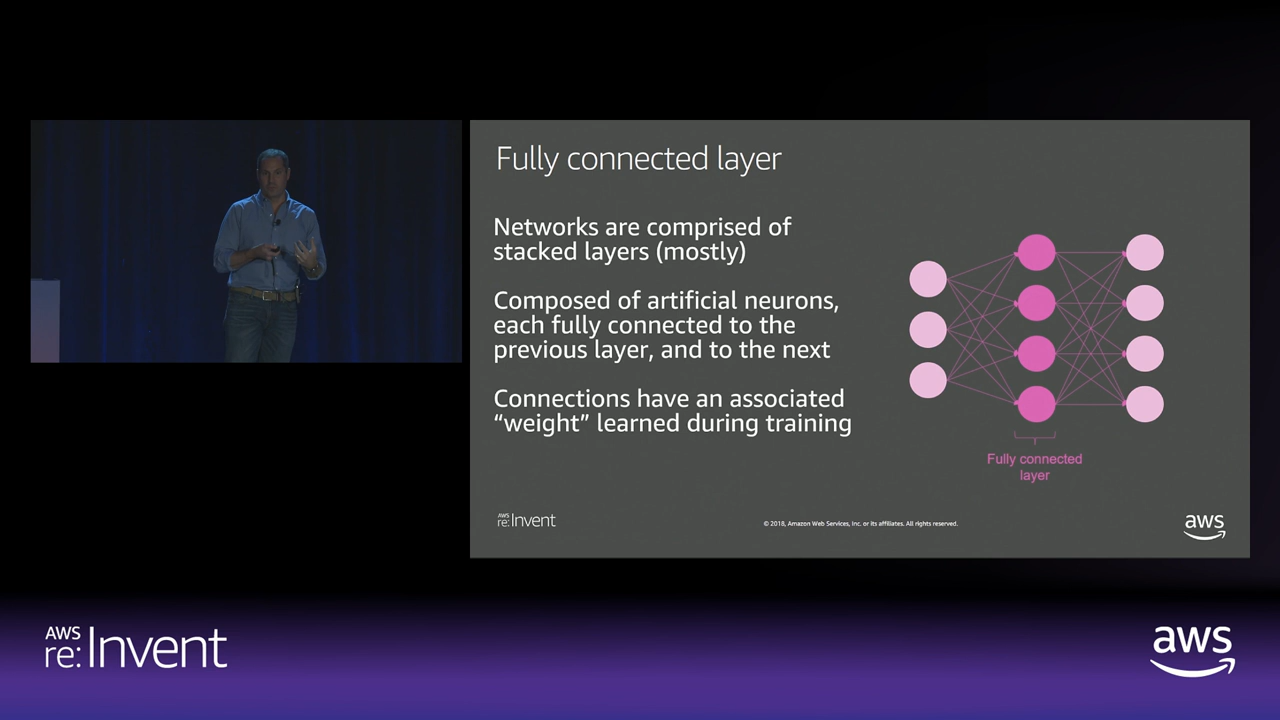 Fully connected layer
Networks are comprised of
stacked layers (mostly)
Composed of artificial neurons,
each fully connected to the
previous layer, and to the next
Connections have an associated
“weight” learned during training
Fully connected
layer
AWS
re:Invent
© 2018, Amazon Web Services, Inc. or its affiliates. All rights reserved.
aws
AWS
re:Invent
aws